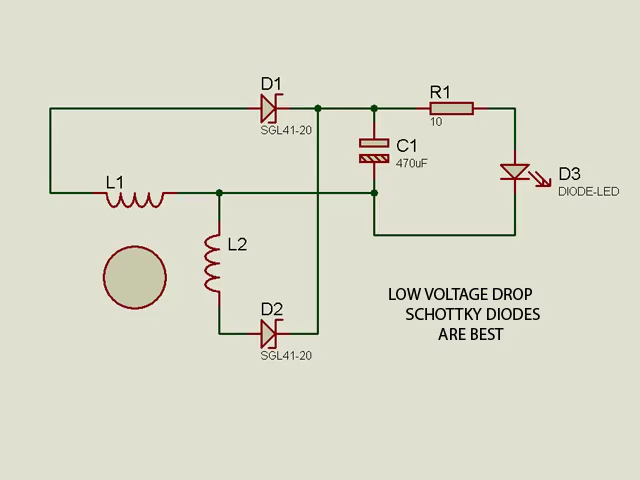 D1
SGL41-20
R1
10
C1
470uF
D3
DIODE-LED
L1
L2
D2
SGL41-20
LOW VOLTAGE DROP
SCHOTTKY DIODES
ARE BEST